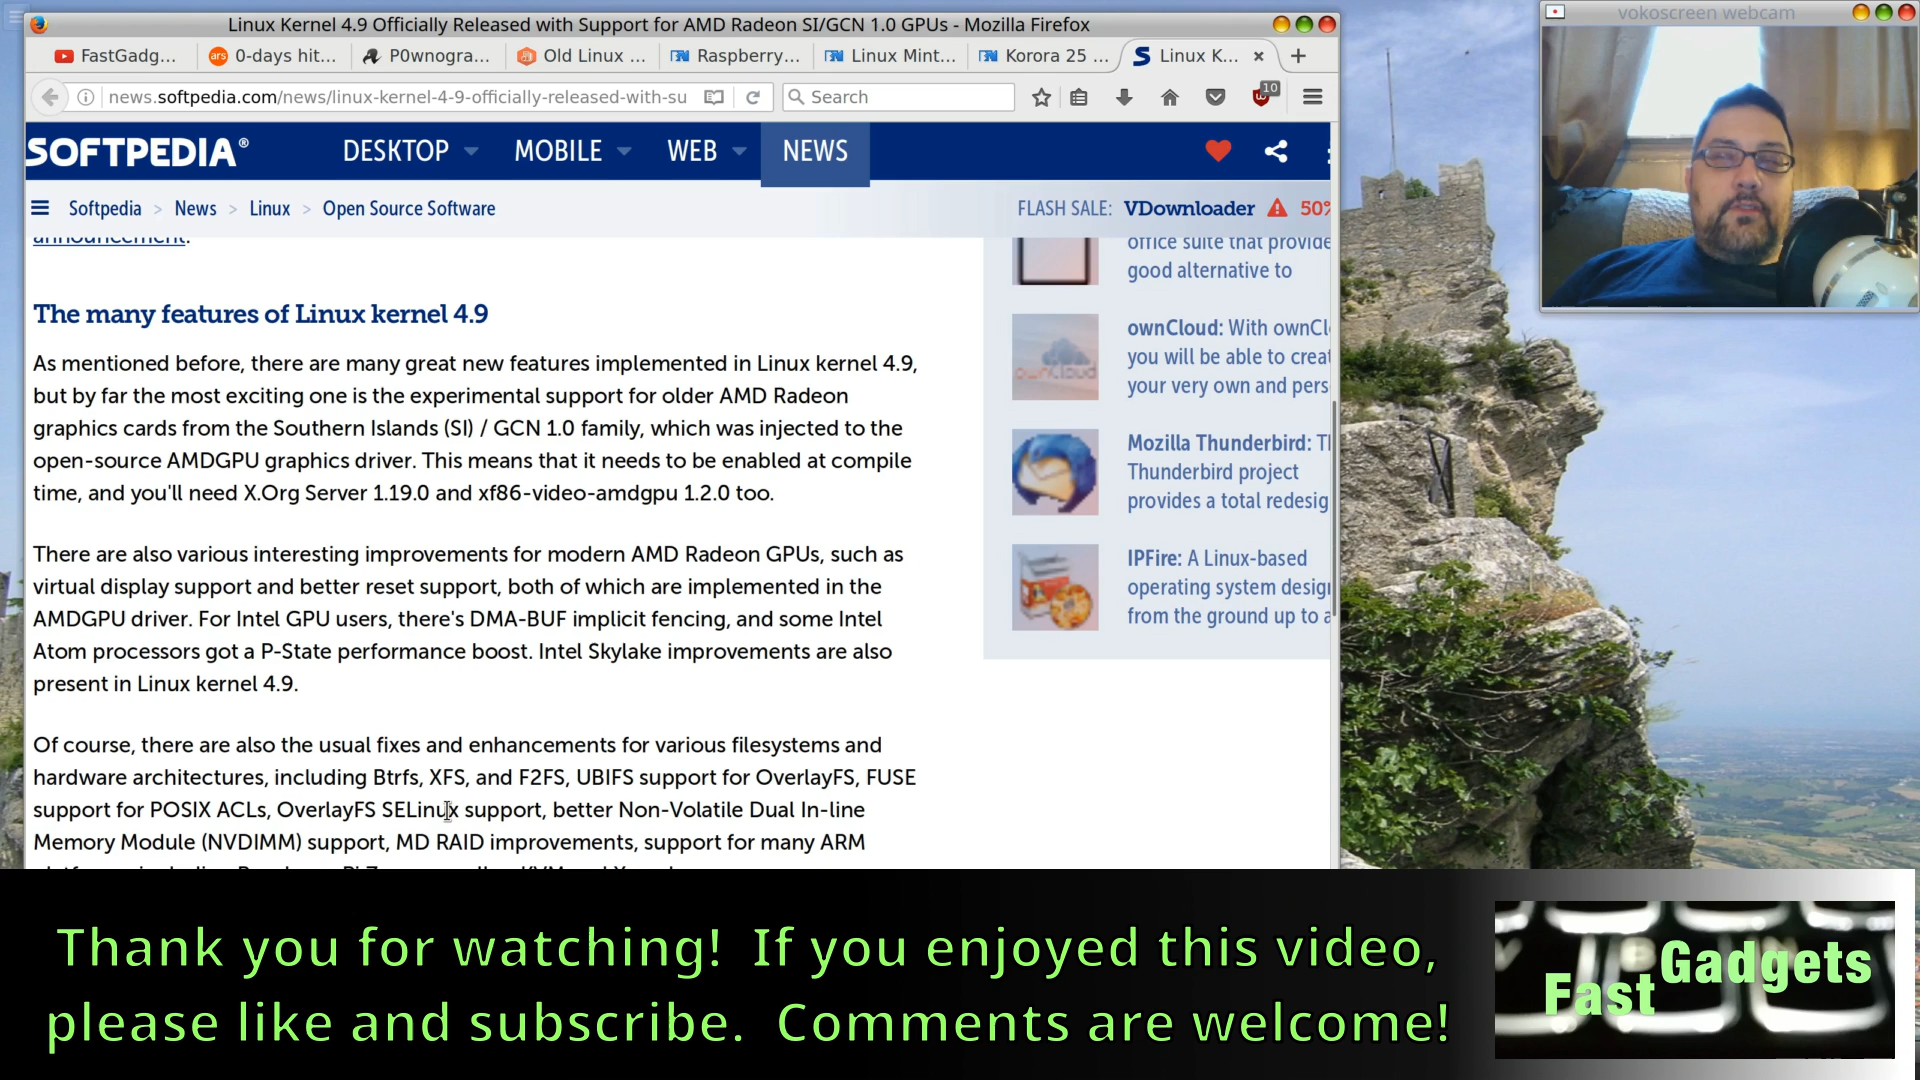 Linux Kernel 4.9 Officially Released with Support for AMD Radeon SI/GCN 1.0 GPUs - Mozilla Firefox
vokoscreen webcam
FastGadg...
ars 0-days hit...
P0wnogra...
Old Linux ...
Raspberry...
Linux Mint...
Korora 25 ...
Linux K...
news.softpedia.com/news/linux-kernel-4-9-officially-released-with-su
Search
10
SOFTPEDIA®
DESKTOP
MOBILE
WEB
NEWS
Softpedia > News > Linux > Open Source Software
FLASH SALE: VDownloader 50%
announcement.
The many features of Linux kernel 4.9
As mentioned before, there are many great new features implemented in Linux kernel 4.9,
but by far the most exciting one is the experimental support for older AMD Radeon
graphics cards from the Southern Islands (SI) / GCN 1.0 family, which was injected to the
open-source AMDGPU graphics driver. This means that it needs to be enabled at compile
time, and you'll need X.Org Server 1.19.0 and xf86-video-amdgpu 1.2.0 too.
There are also various interesting improvements for modern AMD Radeon GPUs, such as
virtual display support and better reset support, both of which are implemented in the
AMDGPU driver. For Intel GPU users, there's DMA-BUF implicit fencing, and some Intel
Atom processors got a P-State performance boost. Intel Skylake improvements are also
present in Linux kernel 4.9.
Of course, there are also the usual fixes and enhancements for various filesystems and
hardware architectures, including Btrfs, XFS, and F2FS, UBIFS support for OverlayFS, FUSE
support for POSIX ACLs, OverlayFS SELinux support, better Non-Volatile Dual In-line
Memory Module (NVDIMM) support, MD RAID improvements, support for many ARM
office suite that provide
good alternative to
ownCloud
ownCloud: With ownCl
you will be able to creat
your very own and pers
Mozilla Thunderbird: T
Thunderbird project
provides a total redesig
IPFire: A Linux-based
operating system desig
from the ground up to a
Thank you for watching! If you enjoyed this video,
please like and subscribe. Comments are welcome!
Fast Gadgets